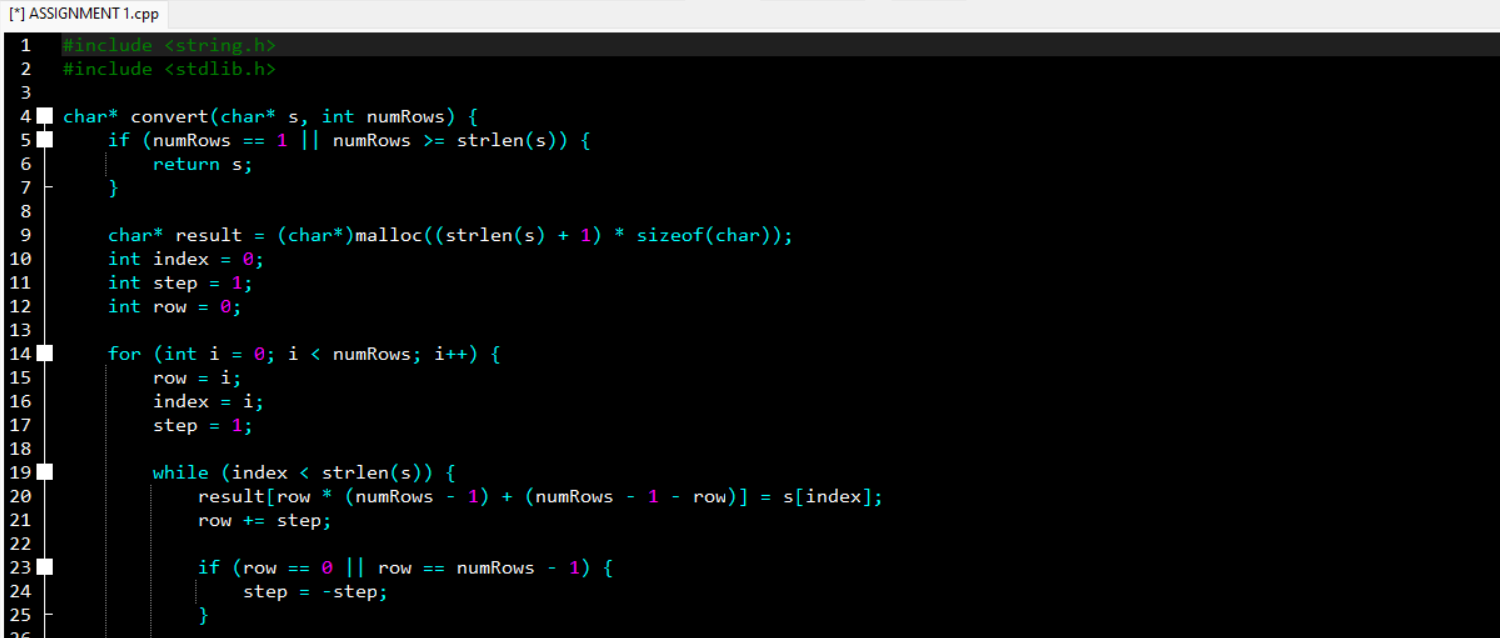 [*] ASSIGNMENT 1.cpp
1 #include <string.h>
2 #include <stdlib.h>
3
4 char* convert(char* s, int numRows) {
5     if (numRows == 1 || numRows >= strlen(s)) {
6         return s;
7     }
8
9     char* result = (char*)malloc((strlen(s) + 1) * sizeof(char));
10     int index = 0;
11     int step = 1;
12     int row = 0;
13
14     for (int i = 0; i < numRows; i++) {
15         row = i;
16         index = i;
17         step = 1;
18
19         while (index < strlen(s)) {
20             result[row * (numRows - 1) + (numRows - 1 - row)] = s[index];
21             row += step;
22
23             if (row == 0 || row == numRows - 1) {
24                 step = -step;
25             }
26